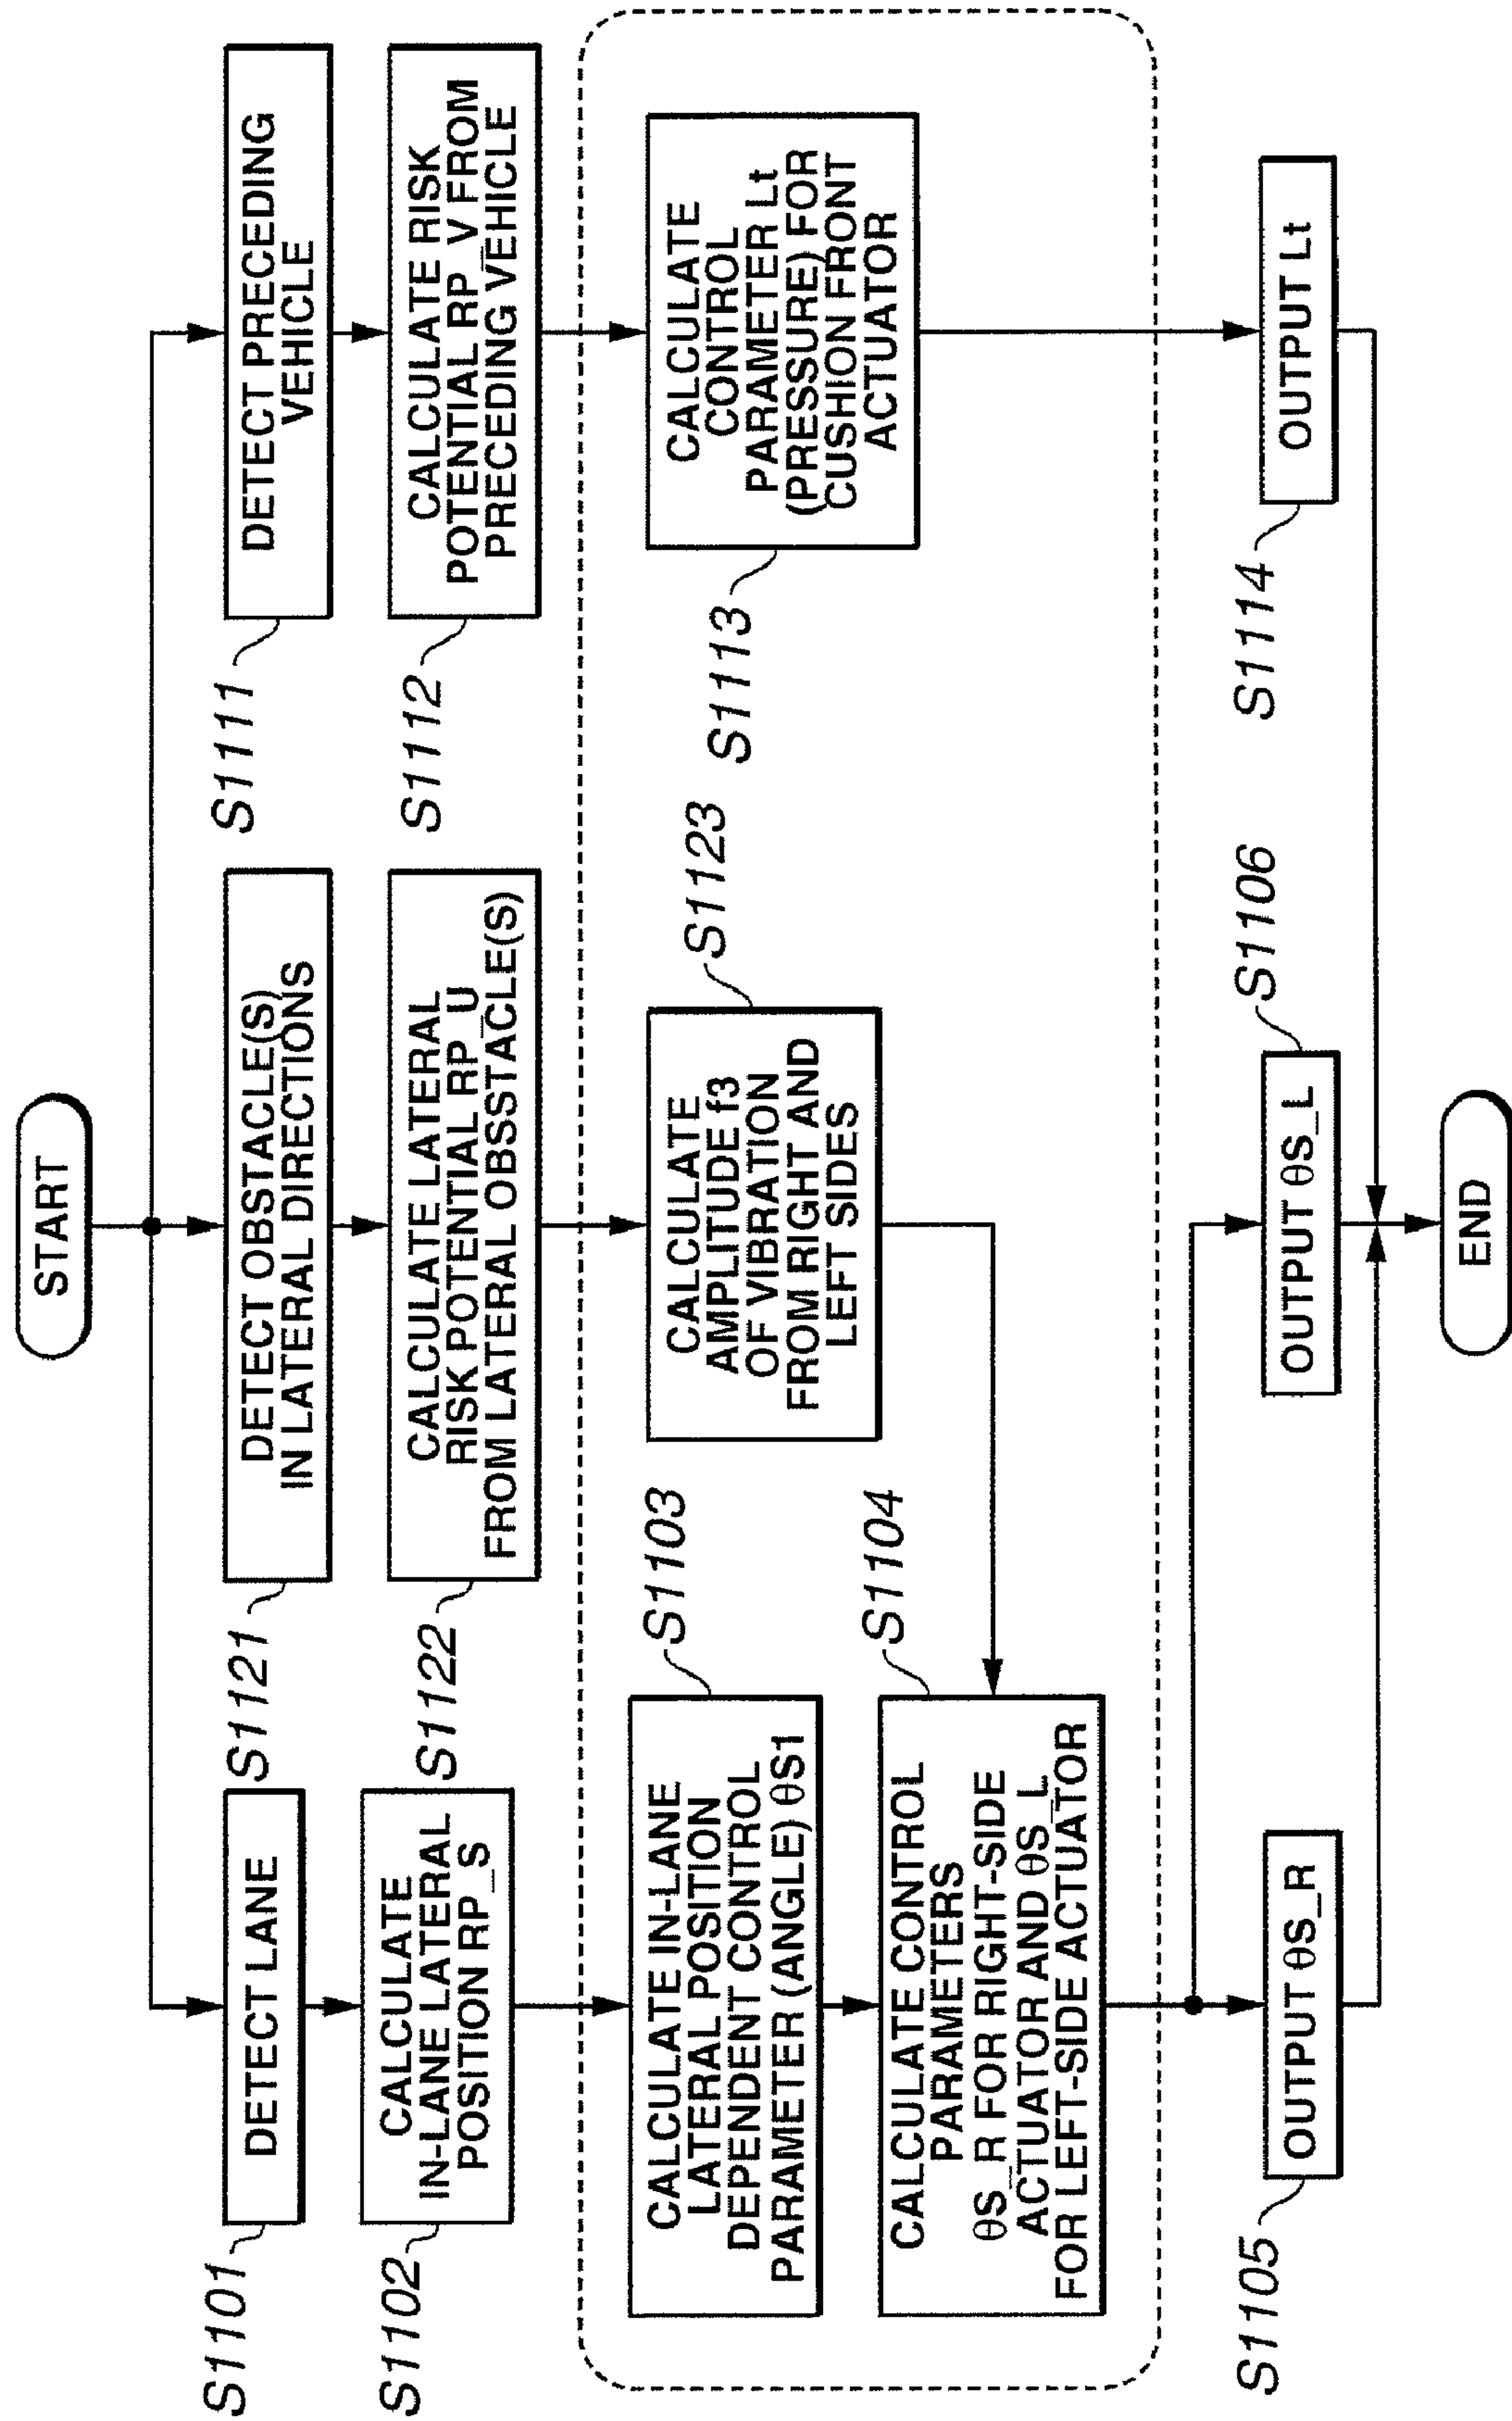 START
S1101
DETECT LANE
S1102
CALCULATE
IN-LANE LATERAL
POSITION RP_S
S1121
DETECT OBSTACLE(S)
IN LATERAL DIRECTIONS
S1122
CALCULATE LATERAL
RISK POTENTIAL RP_U
FROM LATERAL OBSSTACLE(S)
S1111
DETECT PRECEDING
VEHICLE
S1112
CALCULATE RISK
POTENTIAL RP_V FROM
PRECEDING VEHICLE
S1103
CALCULATE IN-LANE
LATERAL POSITION
DEPENDENT CONTROL
PARAMETER (ANGLE) θS1
S1104
CALCULATE CONTROL
PARAMETERS
θS_R FOR RIGHT-SIDE
ACTUATOR AND θS_L
FOR LEFT-SIDE ACTUATOR
S1123
CALCULATE
AMPLITUDE f3
OF VIBRATION
FROM RIGHT AND
LEFT SIDES
S1113
CALCULATE
CONTROL
PARAMETER Lt
(PRESSURE) FOR
CUSHION FRONT
ACTUATOR
S1105
OUTPUT θS_R
S1106
OUTPUT θS_L
S1114
OUTPUT Lt
END